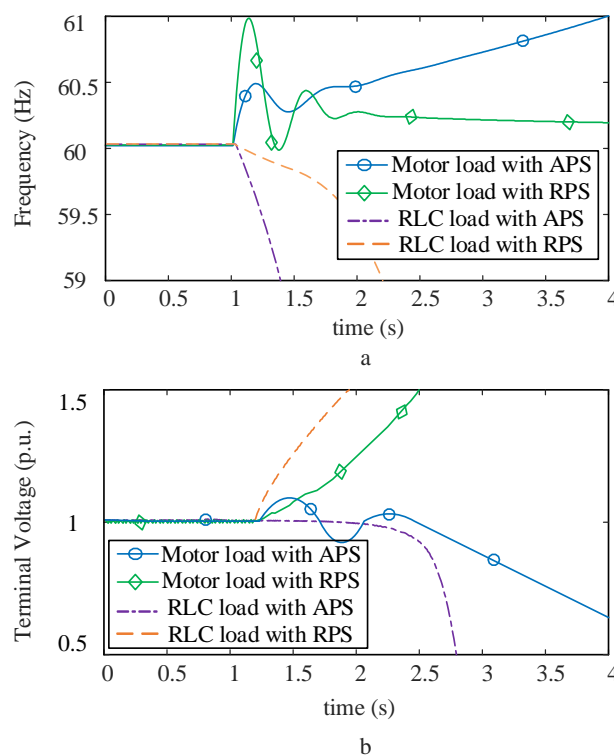 61
60.5
60
59.5
59
Frequency (Hz)
Motor load with APS
Motor load with RPS
RLC load with APS
RLC load with RPS
0 0.5 1 1.5 2 2.5 3 3.5 4
time (s)
a
1.5
1
0.5
Terminal Voltage (p.u.)
Motor load with APS
Motor load with RPS
RLC load with APS
RLC load with RPS
0 0.5 1 1.5 2 2.5 3 3.5 4
time (s)
b